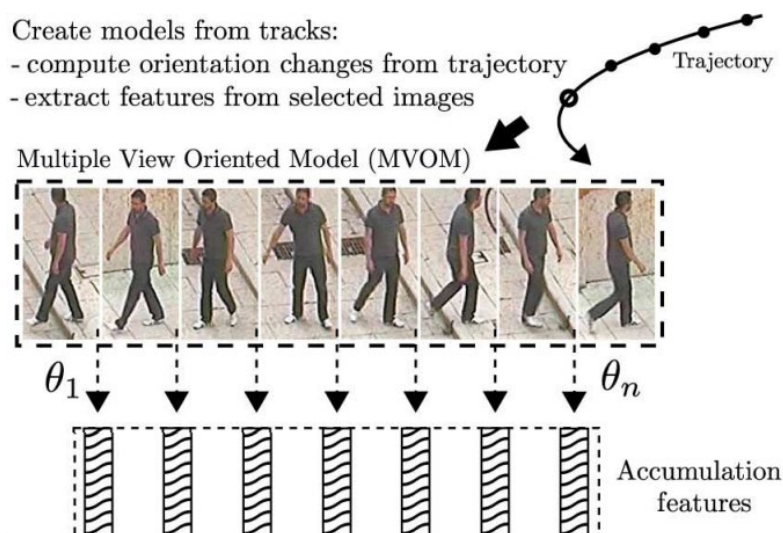 Create models from tracks:
- compute orientation changes from trajectory
- extract features from selected images
Trajectory
Multiple View Oriented Model (MVOM)
θ₁
θₙ
Accumulation
features